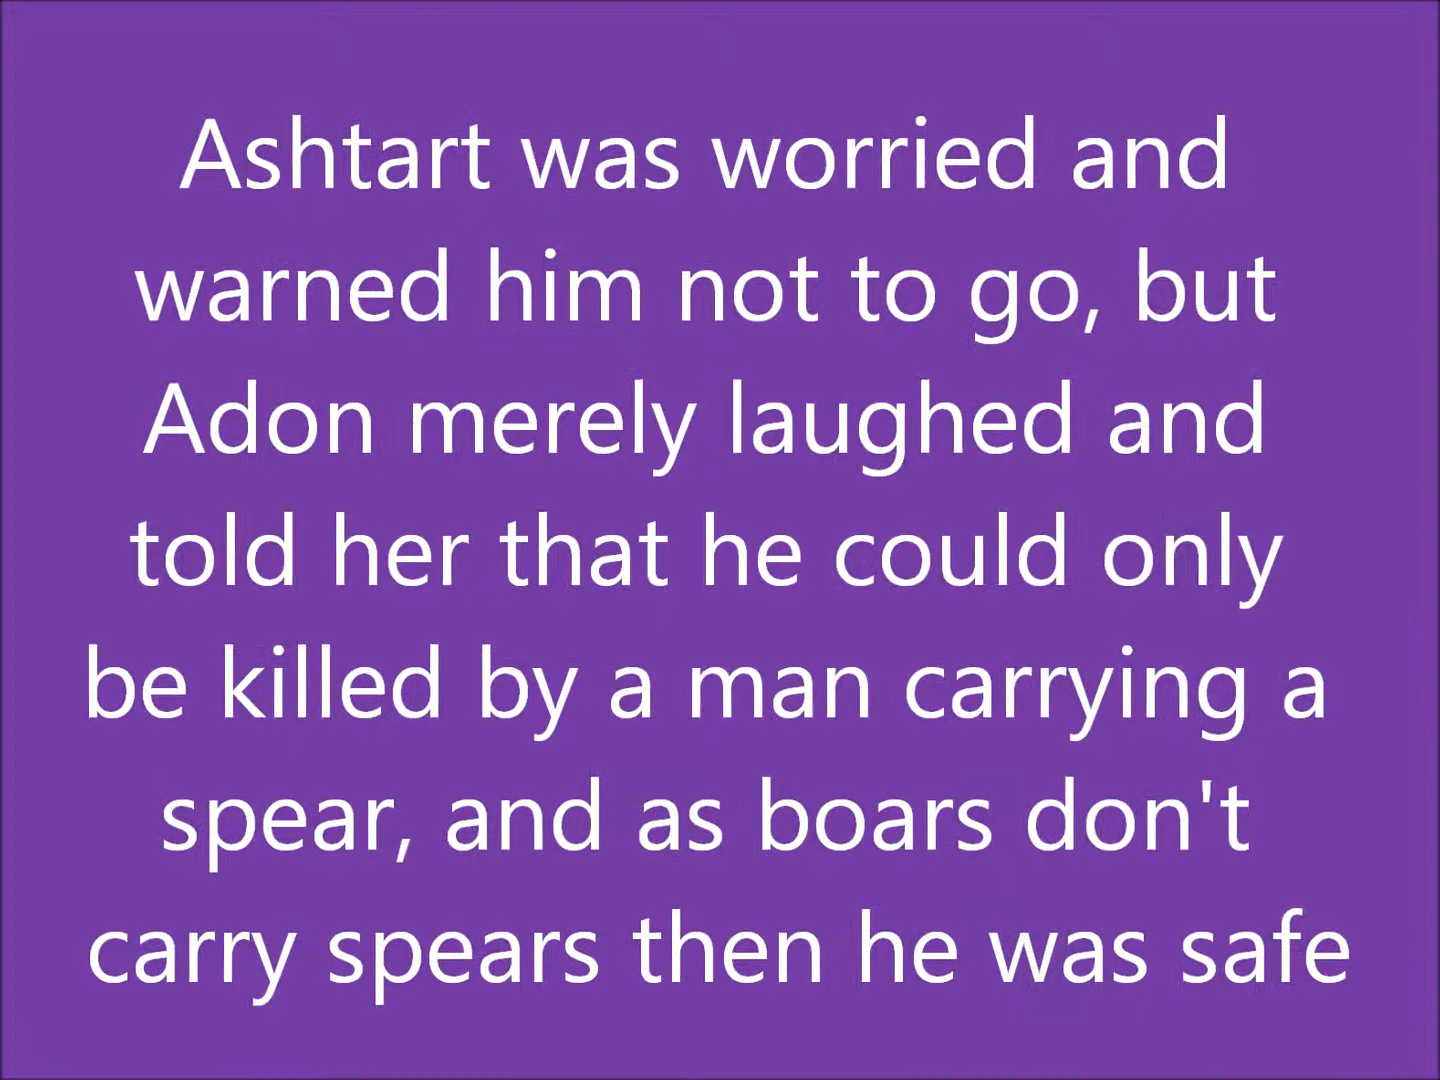 Ashtart was worried and
warned him not to go, but
Adon merely laughed and
told her that he could only
be killed by a man carrying a
spear, and as boars don't
carry spears then he was safe